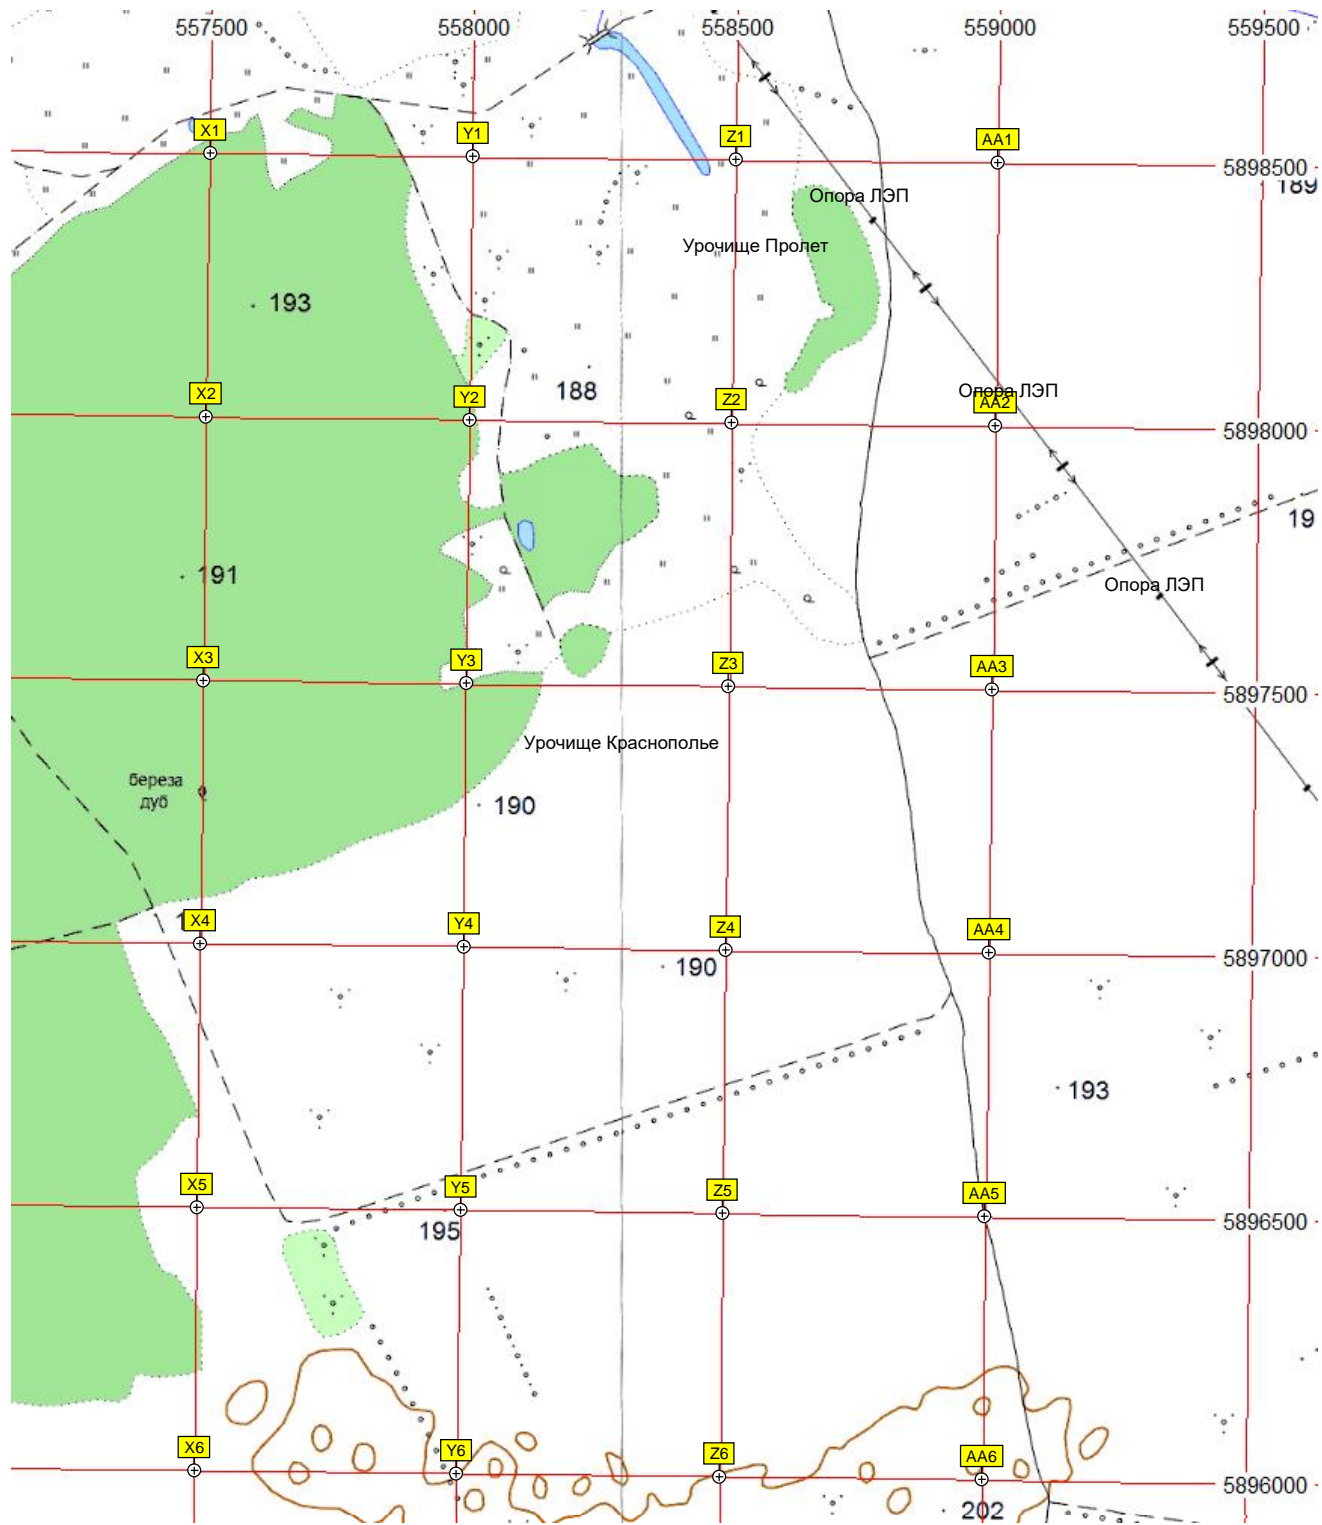 557500 558000 558500 559000 559500
X1 Y1 Z1 AA1
5898500
189
Опора ЛЭП
Урочище Пролет
193
188
Опора ЛЭП
X2 Y2 Z2 AA2
5898000
19
191
Опора ЛЭП
X3 Y3 Z3 AA3
5897500
Урочище Краснополье
береза
дуб
190
X4 Y4 Z4 AA4
5897000
190
193
X5 Y5 Z5 AA5
5896500
195
X6 Y6 Z6 AA6
5896000
202